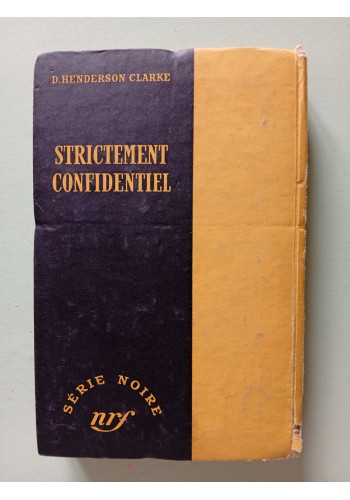 D. HENDERSON CLARKE
STRICTEMENT
CONFIDENTIEL
SÉRIE NOIRE
nrf